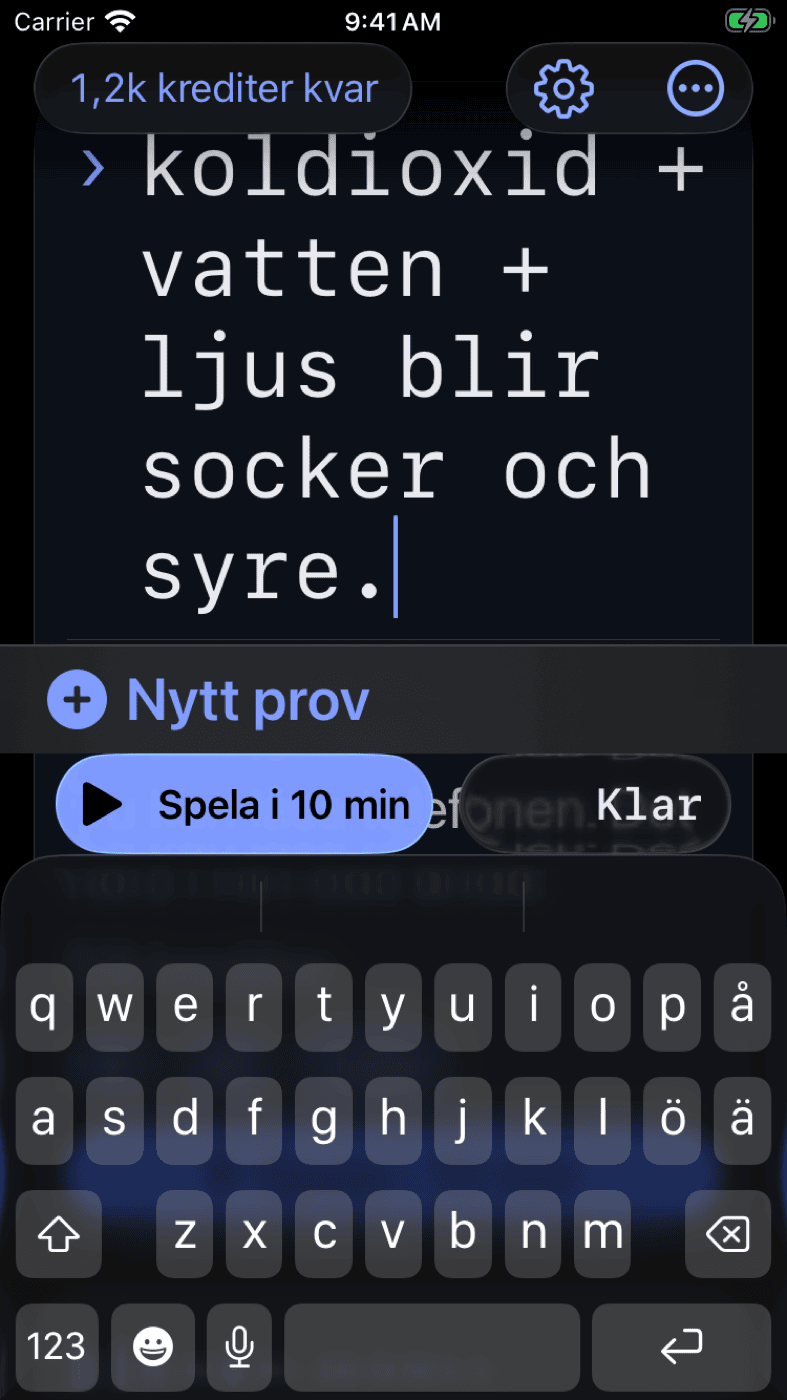 Carrier 9:41 AM
1,2k krediter kvar
› koldioxid +
vatten +
ljus blir
socker och
syre.
Nytt prov
Spela i 10 min
Klar
q w e r t y u i o p å
a s d f g h j k l ö ä
z x c v b n m
123